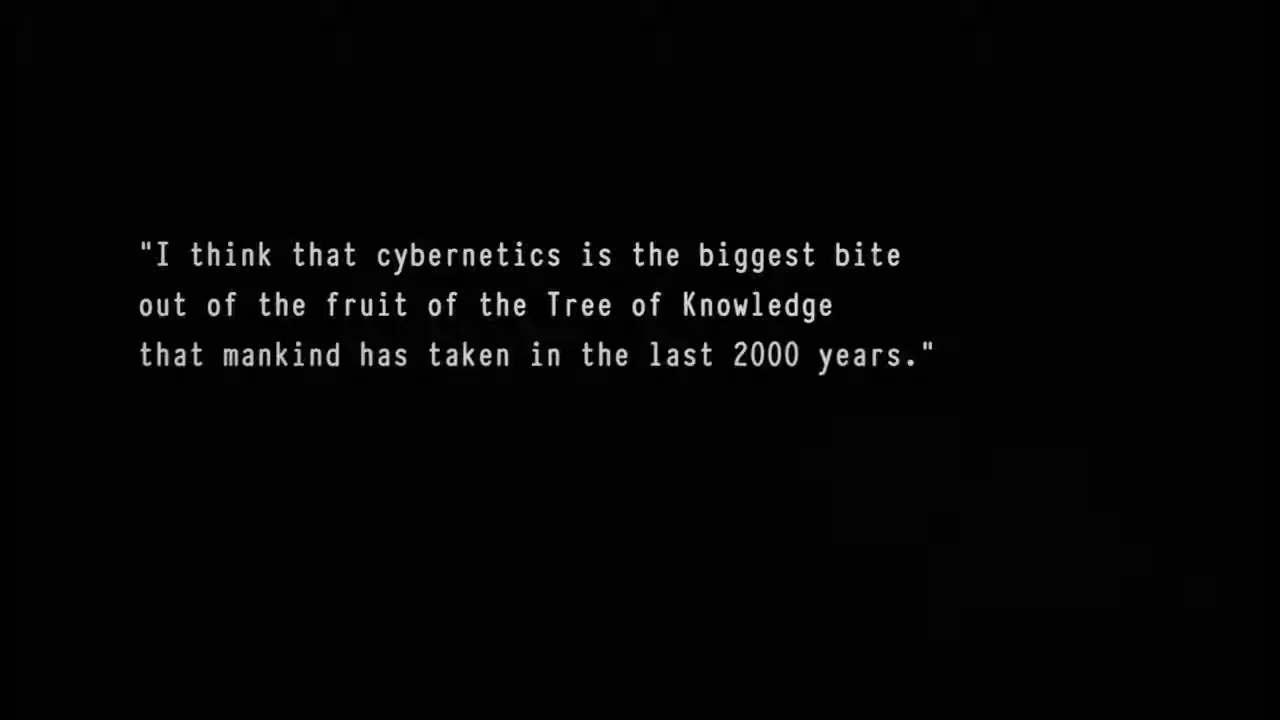 "I think that cybernetics is the biggest bite
out of the fruit of the Tree of Knowledge
that mankind has taken in the last 2000 years."